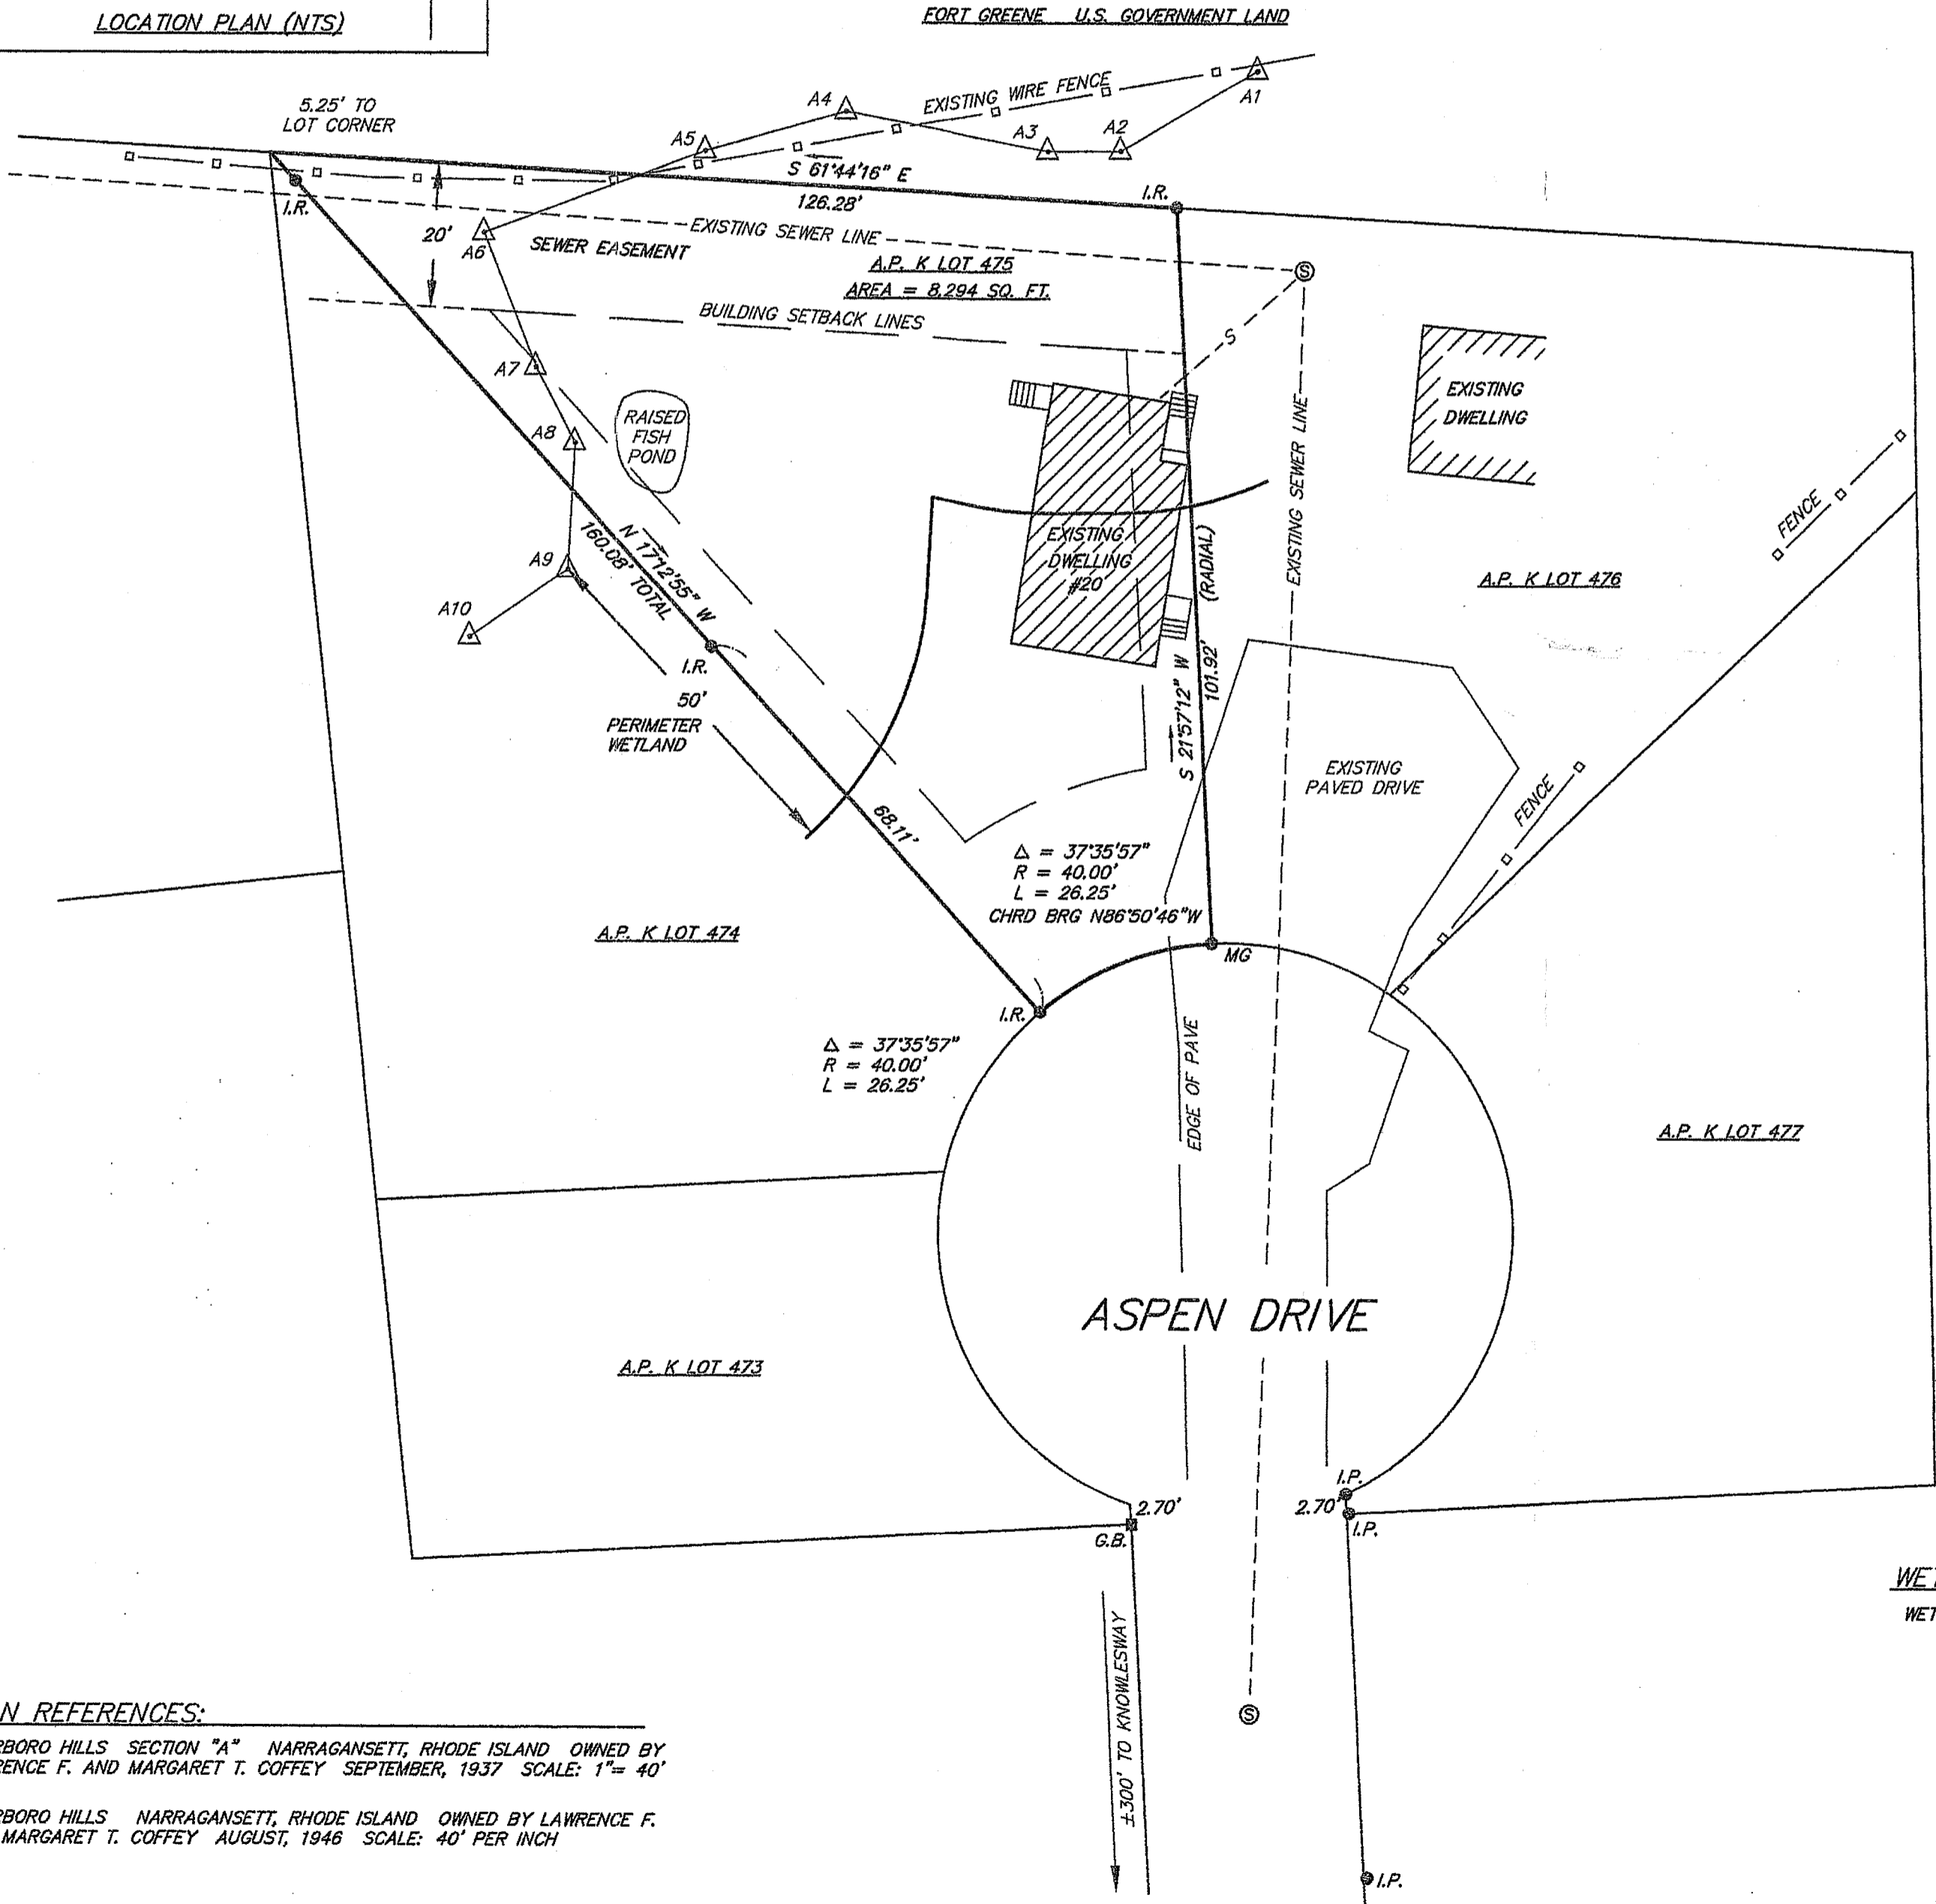 LOCATION PLAN (NTS)
FORT GREENE U.S. GOVERNMENT LAND
5.25' TO
LOT CORNER
A4
EXISTING WIRE FENCE
A1
A5
A3
A2
S 61°44'16" E
126.28'
I.R.
I.R.
20'
A6
SEWER EASEMENT
EXISTING SEWER LINE
A.P. K LOT 475
AREA = 8,294 SQ. FT.
S
BUILDING SETBACK LINES
S
A7
A8
RAISED
FISH
POND
EXISTING
DWELLING
EXISTING SEWER LINE
FENCE
EXISTING
DWELLING
#20
(RADIAL)
A.P. K LOT 476
A9
N 17°12'55" W
160.08' TOTAL
A10
I.R.
50'
PERIMETER
WETLAND
S 21°57'12" W
101.92'
EXISTING
PAVED DRIVE
FENCE
68.11'
Δ = 37°35'57"
R = 40.00'
L = 26.25'
CHRD BRG N86°50'46"W
A.P. K LOT 474
MG
I.R.
Δ = 37°35'57"
R = 40.00'
L = 26.25'
EDGE OF PAVE
A.P. K LOT 477
ASPEN DRIVE
A.P. K LOT 473
I.P.
2.70'
2.70'
I.P.
G.B.
WET
WET
±300' TO KNOWLESWAY
S
N REFERENCES:
RBORO HILLS SECTION "A" NARRAGANSETT, RHODE ISLAND OWNED BY
RENCE F. AND MARGARET T. COFFEY SEPTEMBER, 1937 SCALE: 1"= 40'
RBORO HILLS NARRAGANSETT, RHODE ISLAND OWNED BY LAWRENCE F.
MARGARET T. COFFEY AUGUST, 1946 SCALE: 40' PER INCH
I.P.